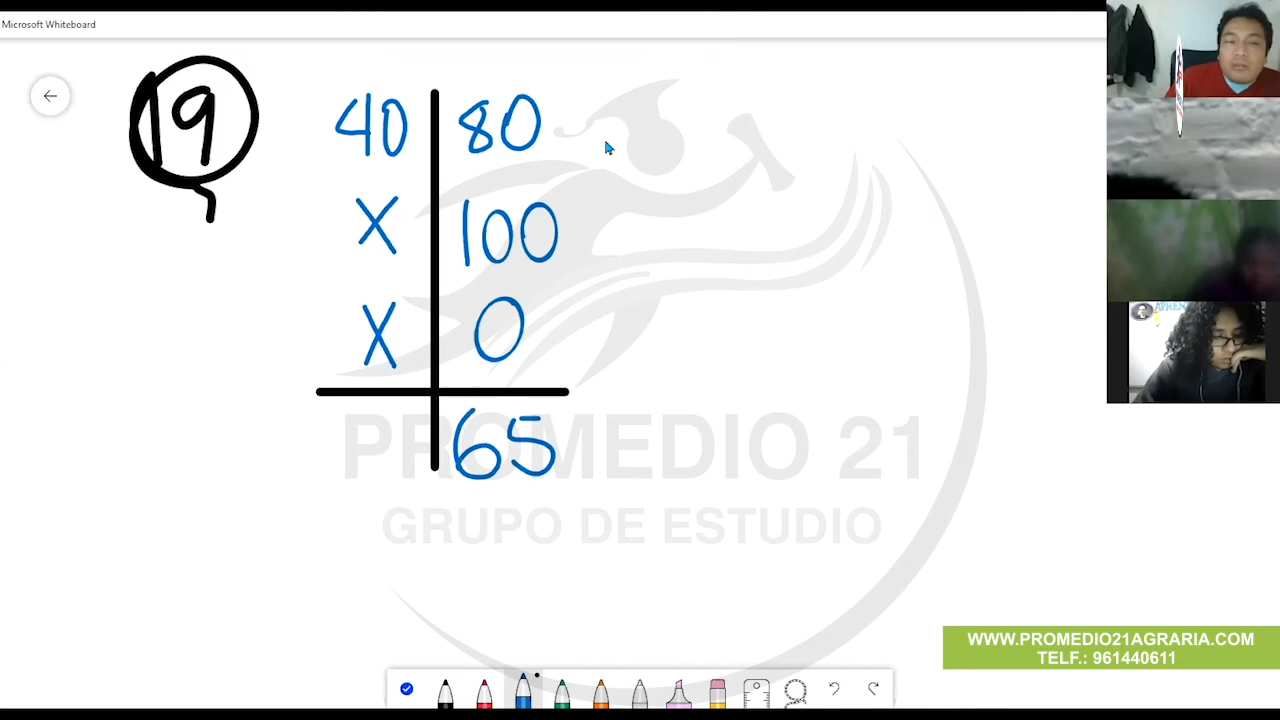 Microsoft Whiteboard
19
40 80
X 100
X 0
65
PROMEDIO 21
GRUPO DE ESTUDIO
WWW.PROMEDIO21AGRARIA.COM
TELF.: 961440611